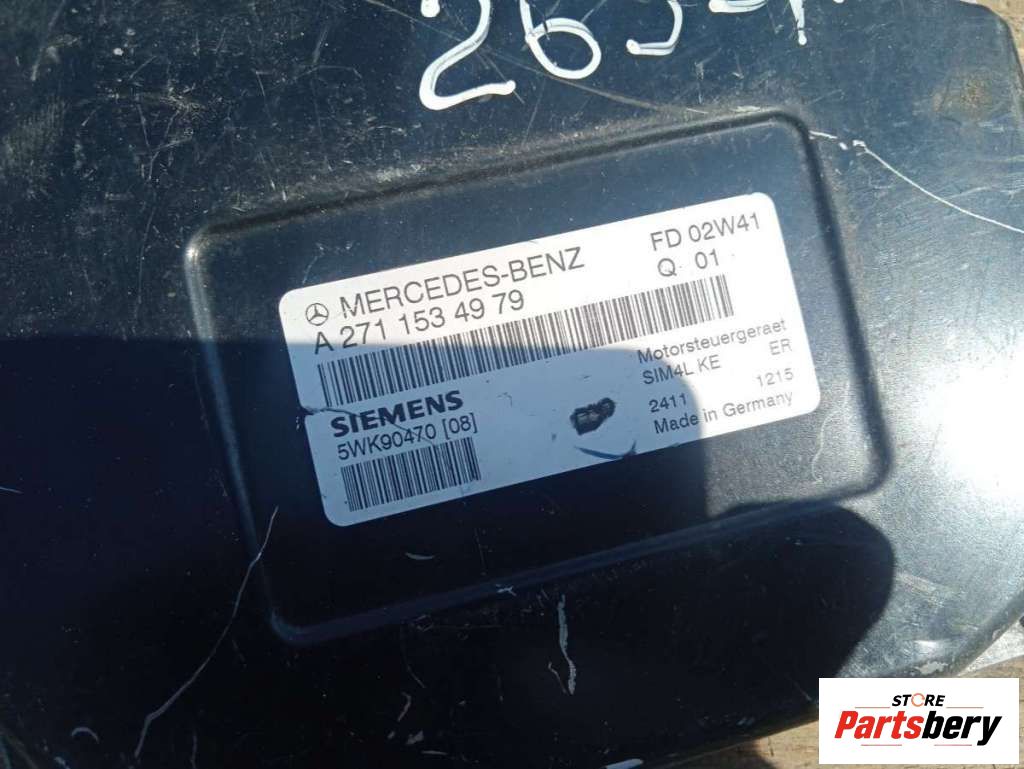 MERCEDES-BENZ
A 271 153 49 79
FD 02W41
Q 01
SIEMENS
5WK90470 [08]
Motorsteuergeraet
SIM4L KE ER
2411 1215
Made in Germany
STORE
Partsbery